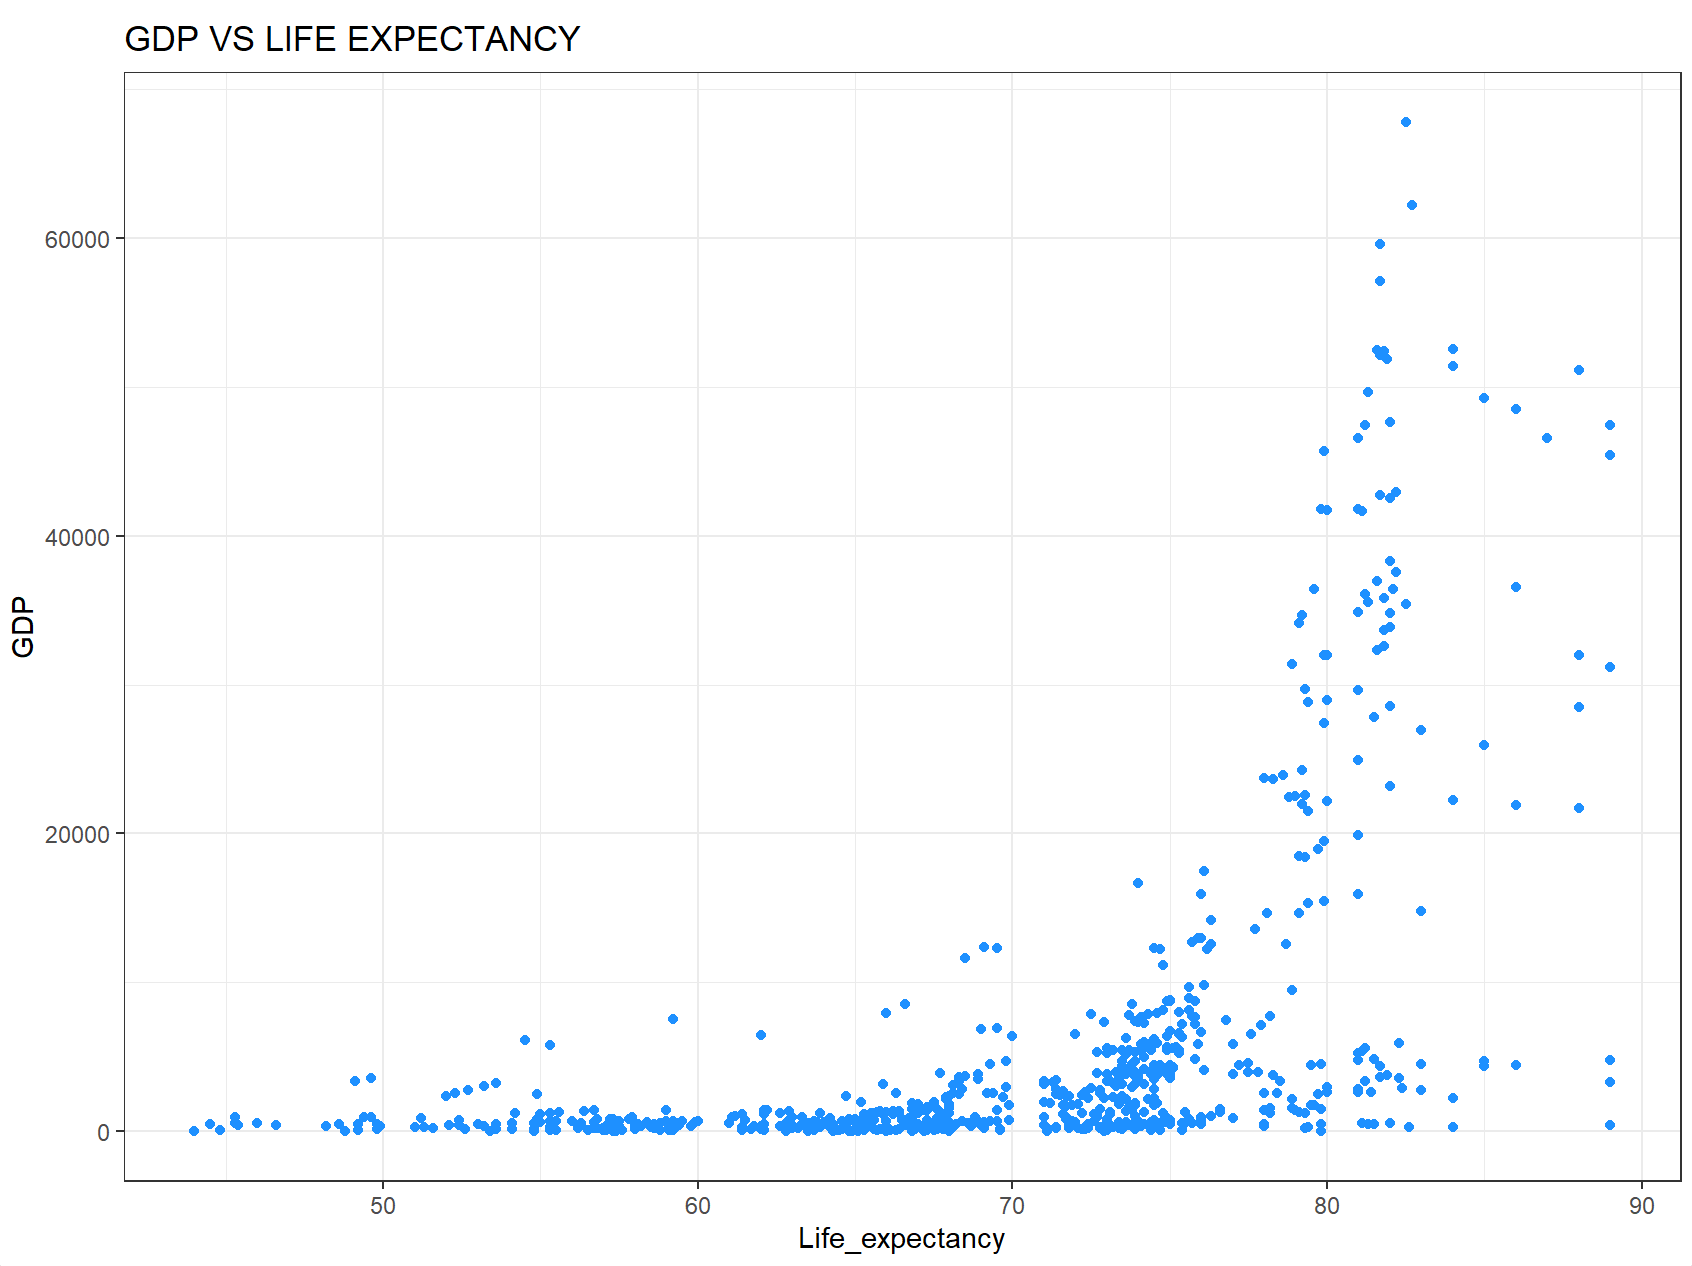 GDP VS LIFE EXPECTANCY
60000
40000
20000
0
GDP
50 60 70 80 90
Life_expectancy